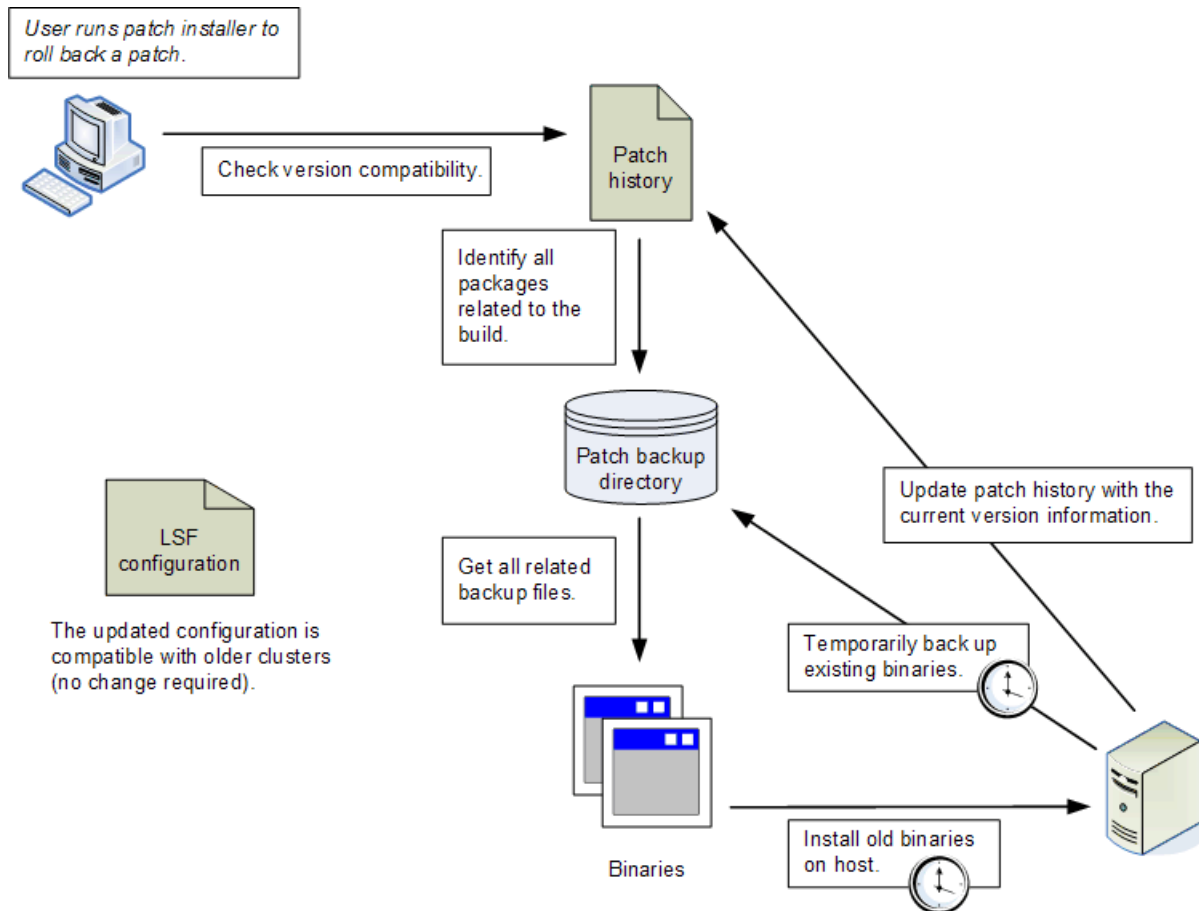 User runs patch installer to
roll back a patch.
Check version compatibility.
Patch
history
Identify all
packages
related to the
build.
Patch backup
directory
Update patch history with the
current version information.
LSF
configuration
Get all related
backup files.
The updated configuration is
compatible with older clusters
(no change required).
Temporarily back up
existing binaries.
Install old binaries
on host.
Binaries